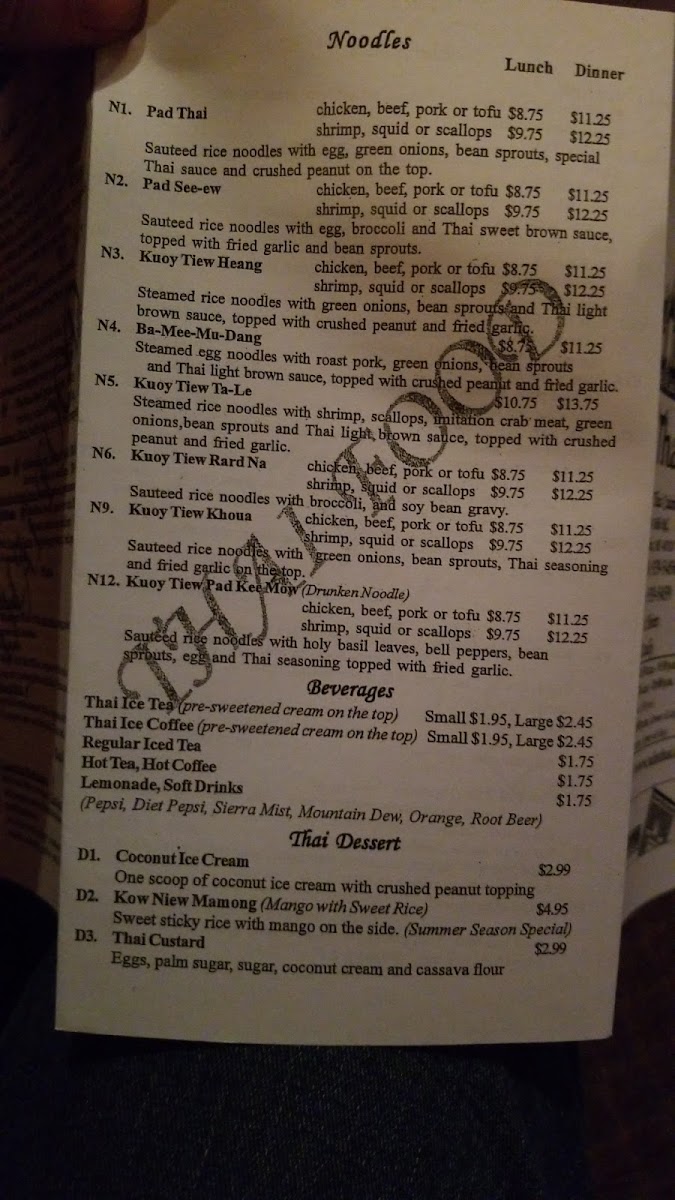 Noodles
Lunch Dinner
N1. Pad Thai chicken, beef, pork or tofu $8.75 $11.25
shrimp, squid or scallops $9.75 $12.25
Sauteed rice noodles with egg, green onions, bean sprouts, special
Thai sauce and crushed peanut on the top.
N2. Pad See-ew chicken, beef, pork or tofu $8.75 $11.25
shrimp, squid or scallops $9.75 $12.25
Sauteed rice noodles with egg, broccoli and Thai sweet brown sauce,
topped with fried garlic and bean sprouts.
N3. Kuoy Tiew Heang chicken, beef, pork or tofu $8.75 $11.25
shrimp, squid or scallops $9.75 $12.25
Steamed rice noodles with green onions, bean sprouts and Thai light
brown sauce, topped with crushed peanut and fried garlic.
N4. Ba-Mee-Mu-Dang $8.75 $11.25
Steamed egg noodles with roast pork, green onions, bean sprouts
and Thai light brown sauce, topped with crushed peanut and fried garlic.
N5. Kuoy Tiew Ta-Le $10.75 $13.75
Steamed rice noodles with shrimp, scallops, imitation crab meat, green
onions,bean sprouts and Thai light brown sauce, topped with crushed
peanut and fried garlic.
N6. Kuoy Tiew Rard Na chicken, beef, pork or tofu $8.75 $11.25
shrimp, squid or scallops $9.75 $12.25
Sauteed rice noodles with broccoli, and soy bean gravy.
N9. Kuoy Tiew Khoua chicken, beef, pork or tofu $8.75 $11.25
shrimp, squid or scallops $9.75 $12.25
Sauteed rice noodles with green onions, bean sprouts, Thai seasoning
and fried garlic on the top.
N12. Kuoy Tiew Pad Kee Mow (Drunken Noodle)
chicken, beef, pork or tofu $8.75 $11.25
shrimp, squid or scallops $9.75 $12.25
Sauteed rice noodles with holy basil leaves, bell peppers, bean
sprouts, egg and Thai seasoning topped with fried garlic.
Beverages
Thai Ice Tea (pre-sweetened cream on the top) Small $1.95, Large $2.45
Thai Ice Coffee (pre-sweetened cream on the top) Small $1.95, Large $2.45
Regular Iced Tea $1.75
Hot Tea, Hot Coffee $1.75
Lemonade, Soft Drinks $1.75
(Pepsi, Diet Pepsi, Sierra Mist, Mountain Dew, Orange, Root Beer)
Thai Dessert
D1. Coconut Ice Cream $2.99
One scoop of coconut ice cream with crushed peanut topping
D2. Kow Niew Mamong (Mango with Sweet Rice) $4.95
Sweet sticky rice with mango on the side. (Summer Season Special)
D3. Thai Custard $2.99
Eggs, palm sugar, sugar, coconut cream and cassava flour